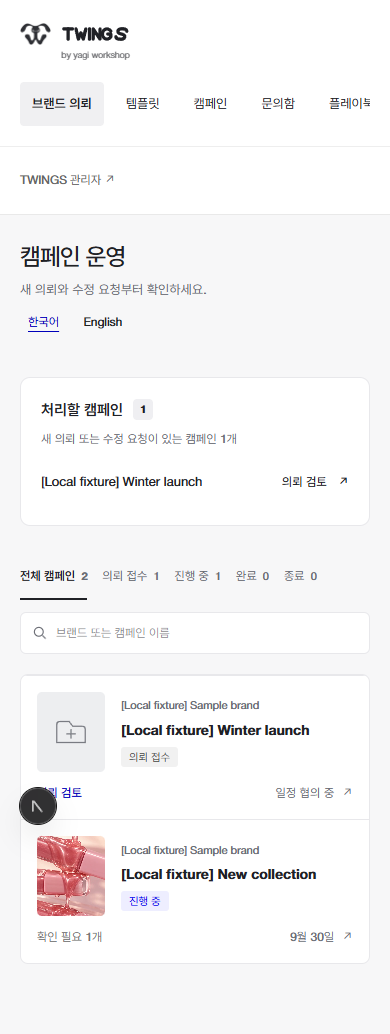 TWINGS
by yagi workshop
브랜드 의뢰 템플릿 캠페인 문의함 플레이북
TWINGS 관리자 ↗
캠페인 운영
새 의뢰와 수정 요청부터 확인하세요.
한국어 English
처리할 캠페인 1
새 의뢰 또는 수정 요청이 있는 캠페인 1개
[Local fixture] Winter launch 의뢰 검토 ↗
전체 캠페인 2 의뢰 접수 1 진행 중 1 완료 0 종료 0
브랜드 또는 캠페인 이름
[Local fixture] Sample brand
[Local fixture] Winter launch
의뢰 접수
검토 일정 협의 중 ↗
[Local fixture] Sample brand
[Local fixture] New collection
진행 중
확인 필요 1개 9월 30일 ↗